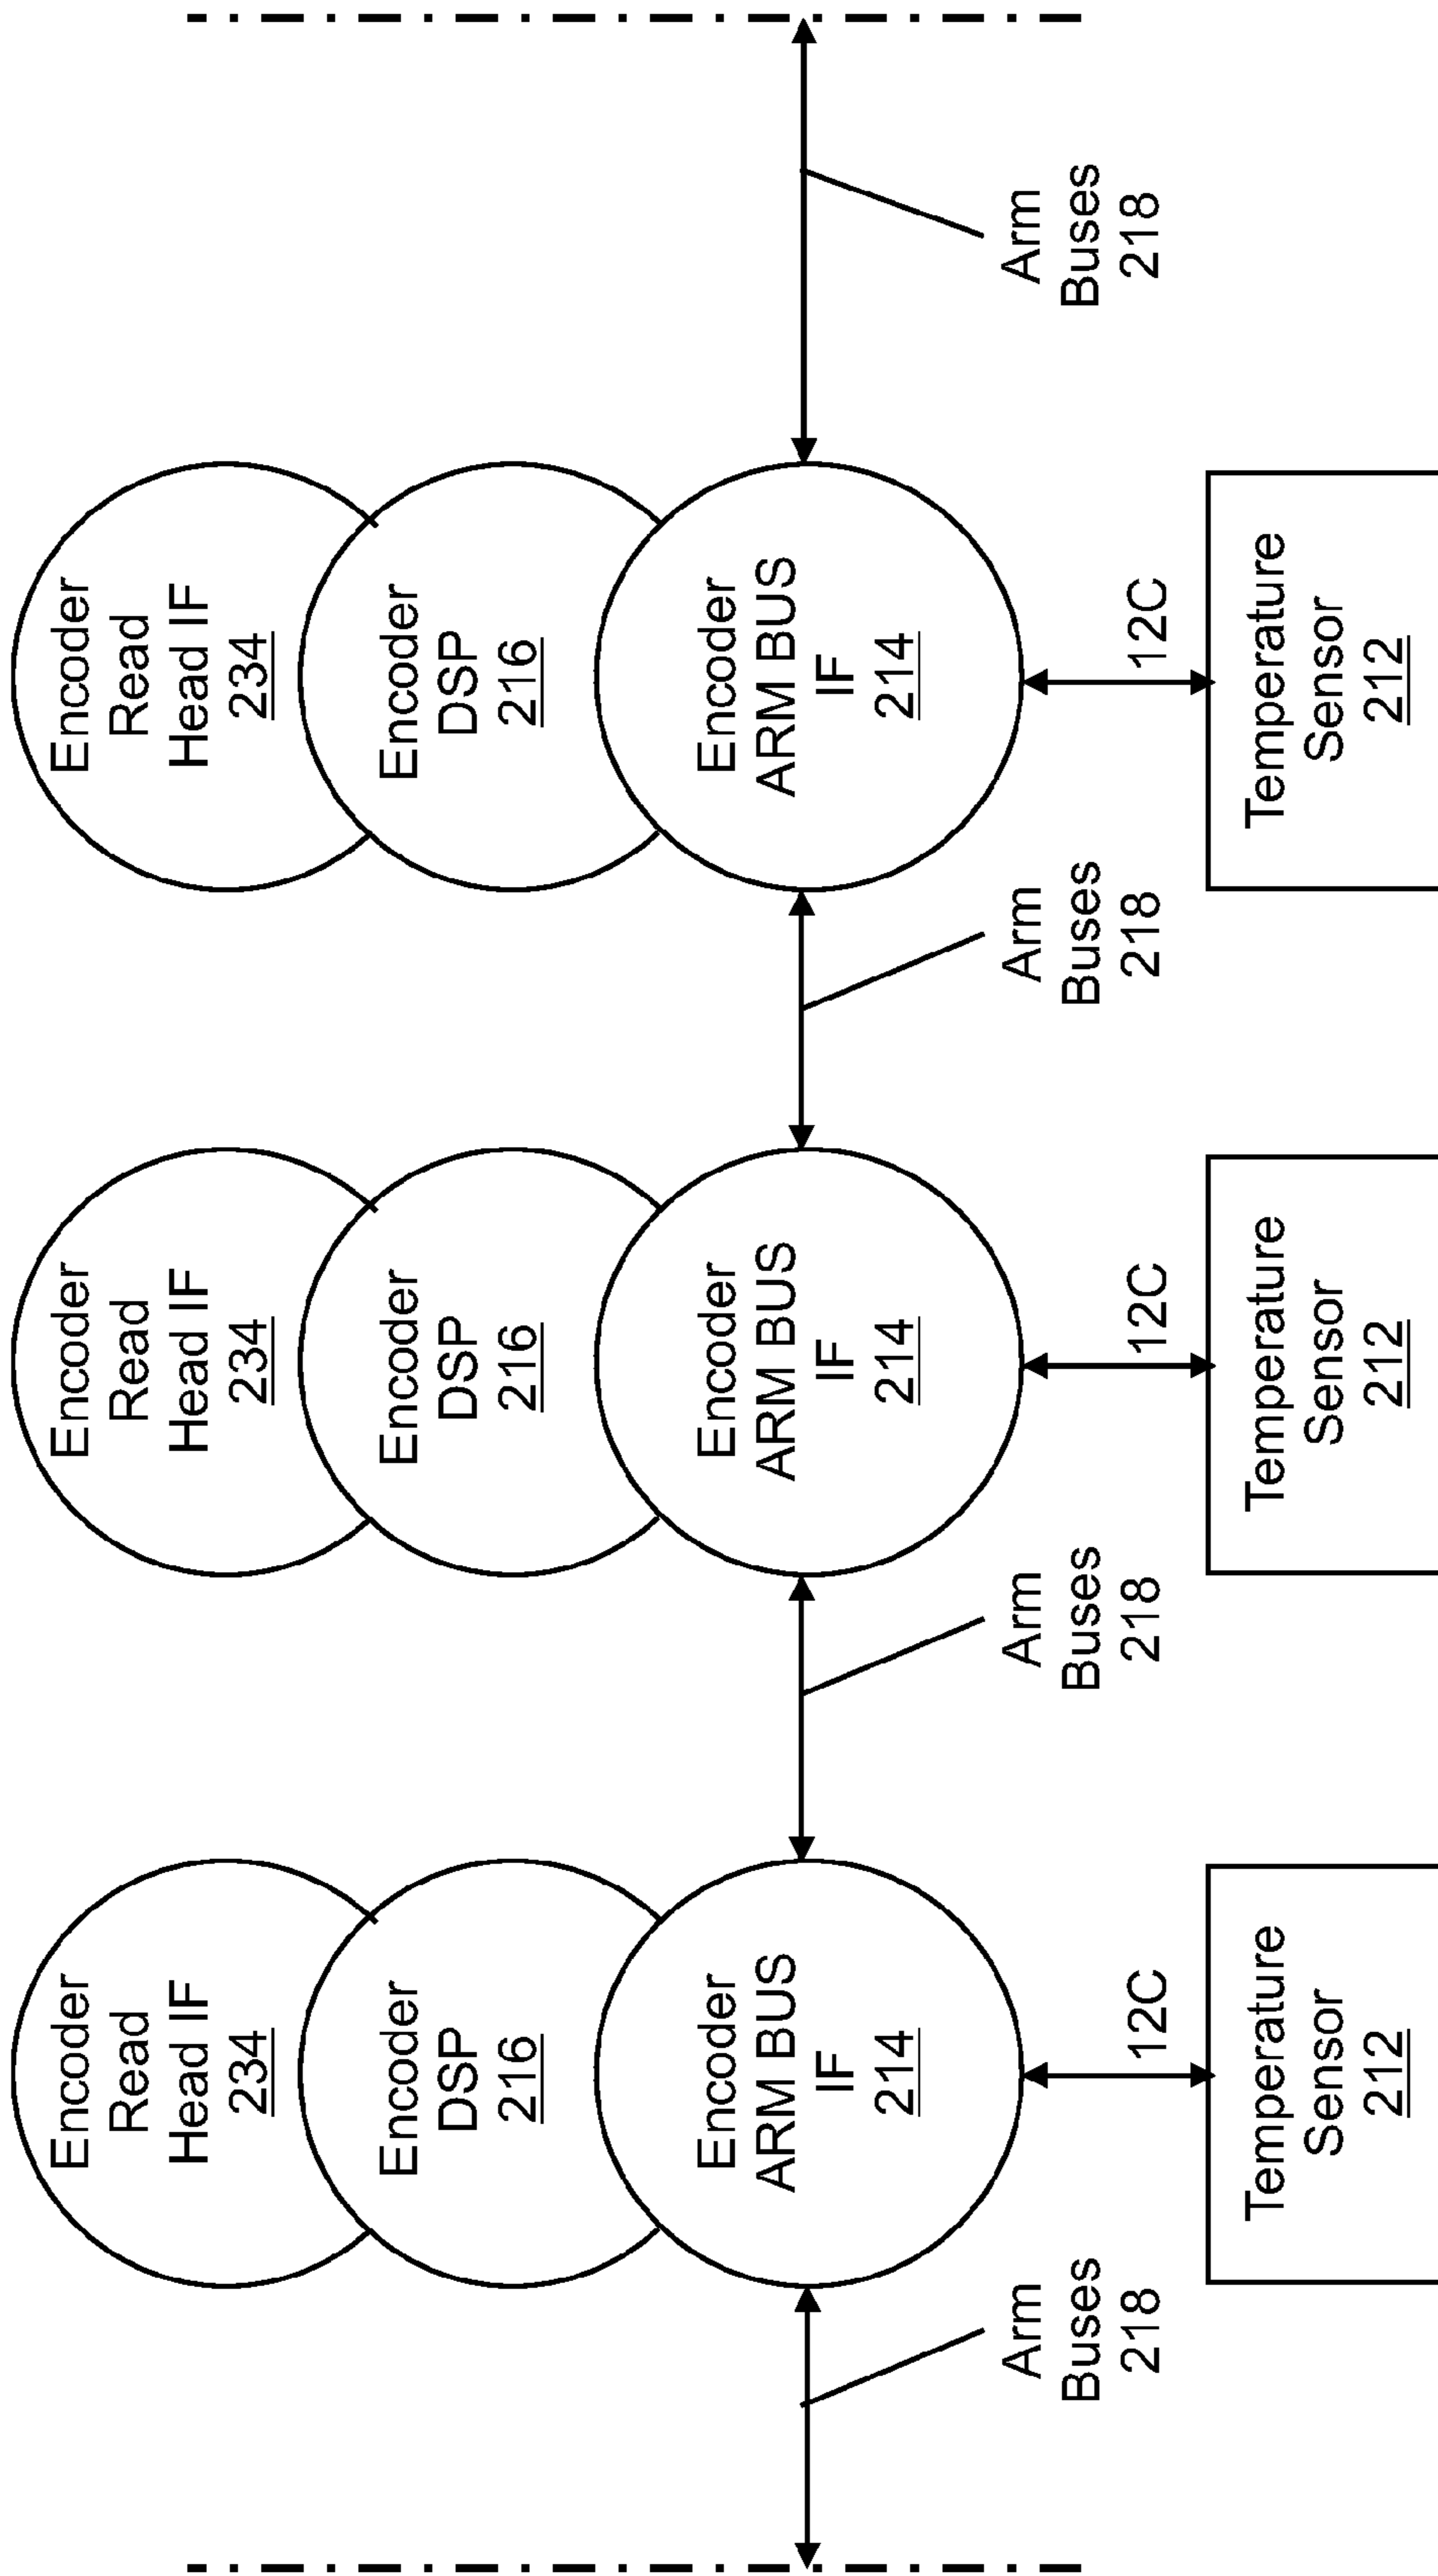 Encoder
Read
Head IF
234
Encoder
Read
Head IF
234
Encoder
Read
Head IF
234
Encoder
DSP
216
Encoder
DSP
216
Encoder
DSP
216
Encoder
ARM BUS
IF
214
Encoder
ARM BUS
IF
214
Encoder
ARM BUS
IF
214
Arm
Buses
218
12C
Arm
Buses
218
12C
Arm
Buses
218
12C
Arm
Buses
218
Temperature
Sensor
212
Temperature
Sensor
212
Temperature
Sensor
212